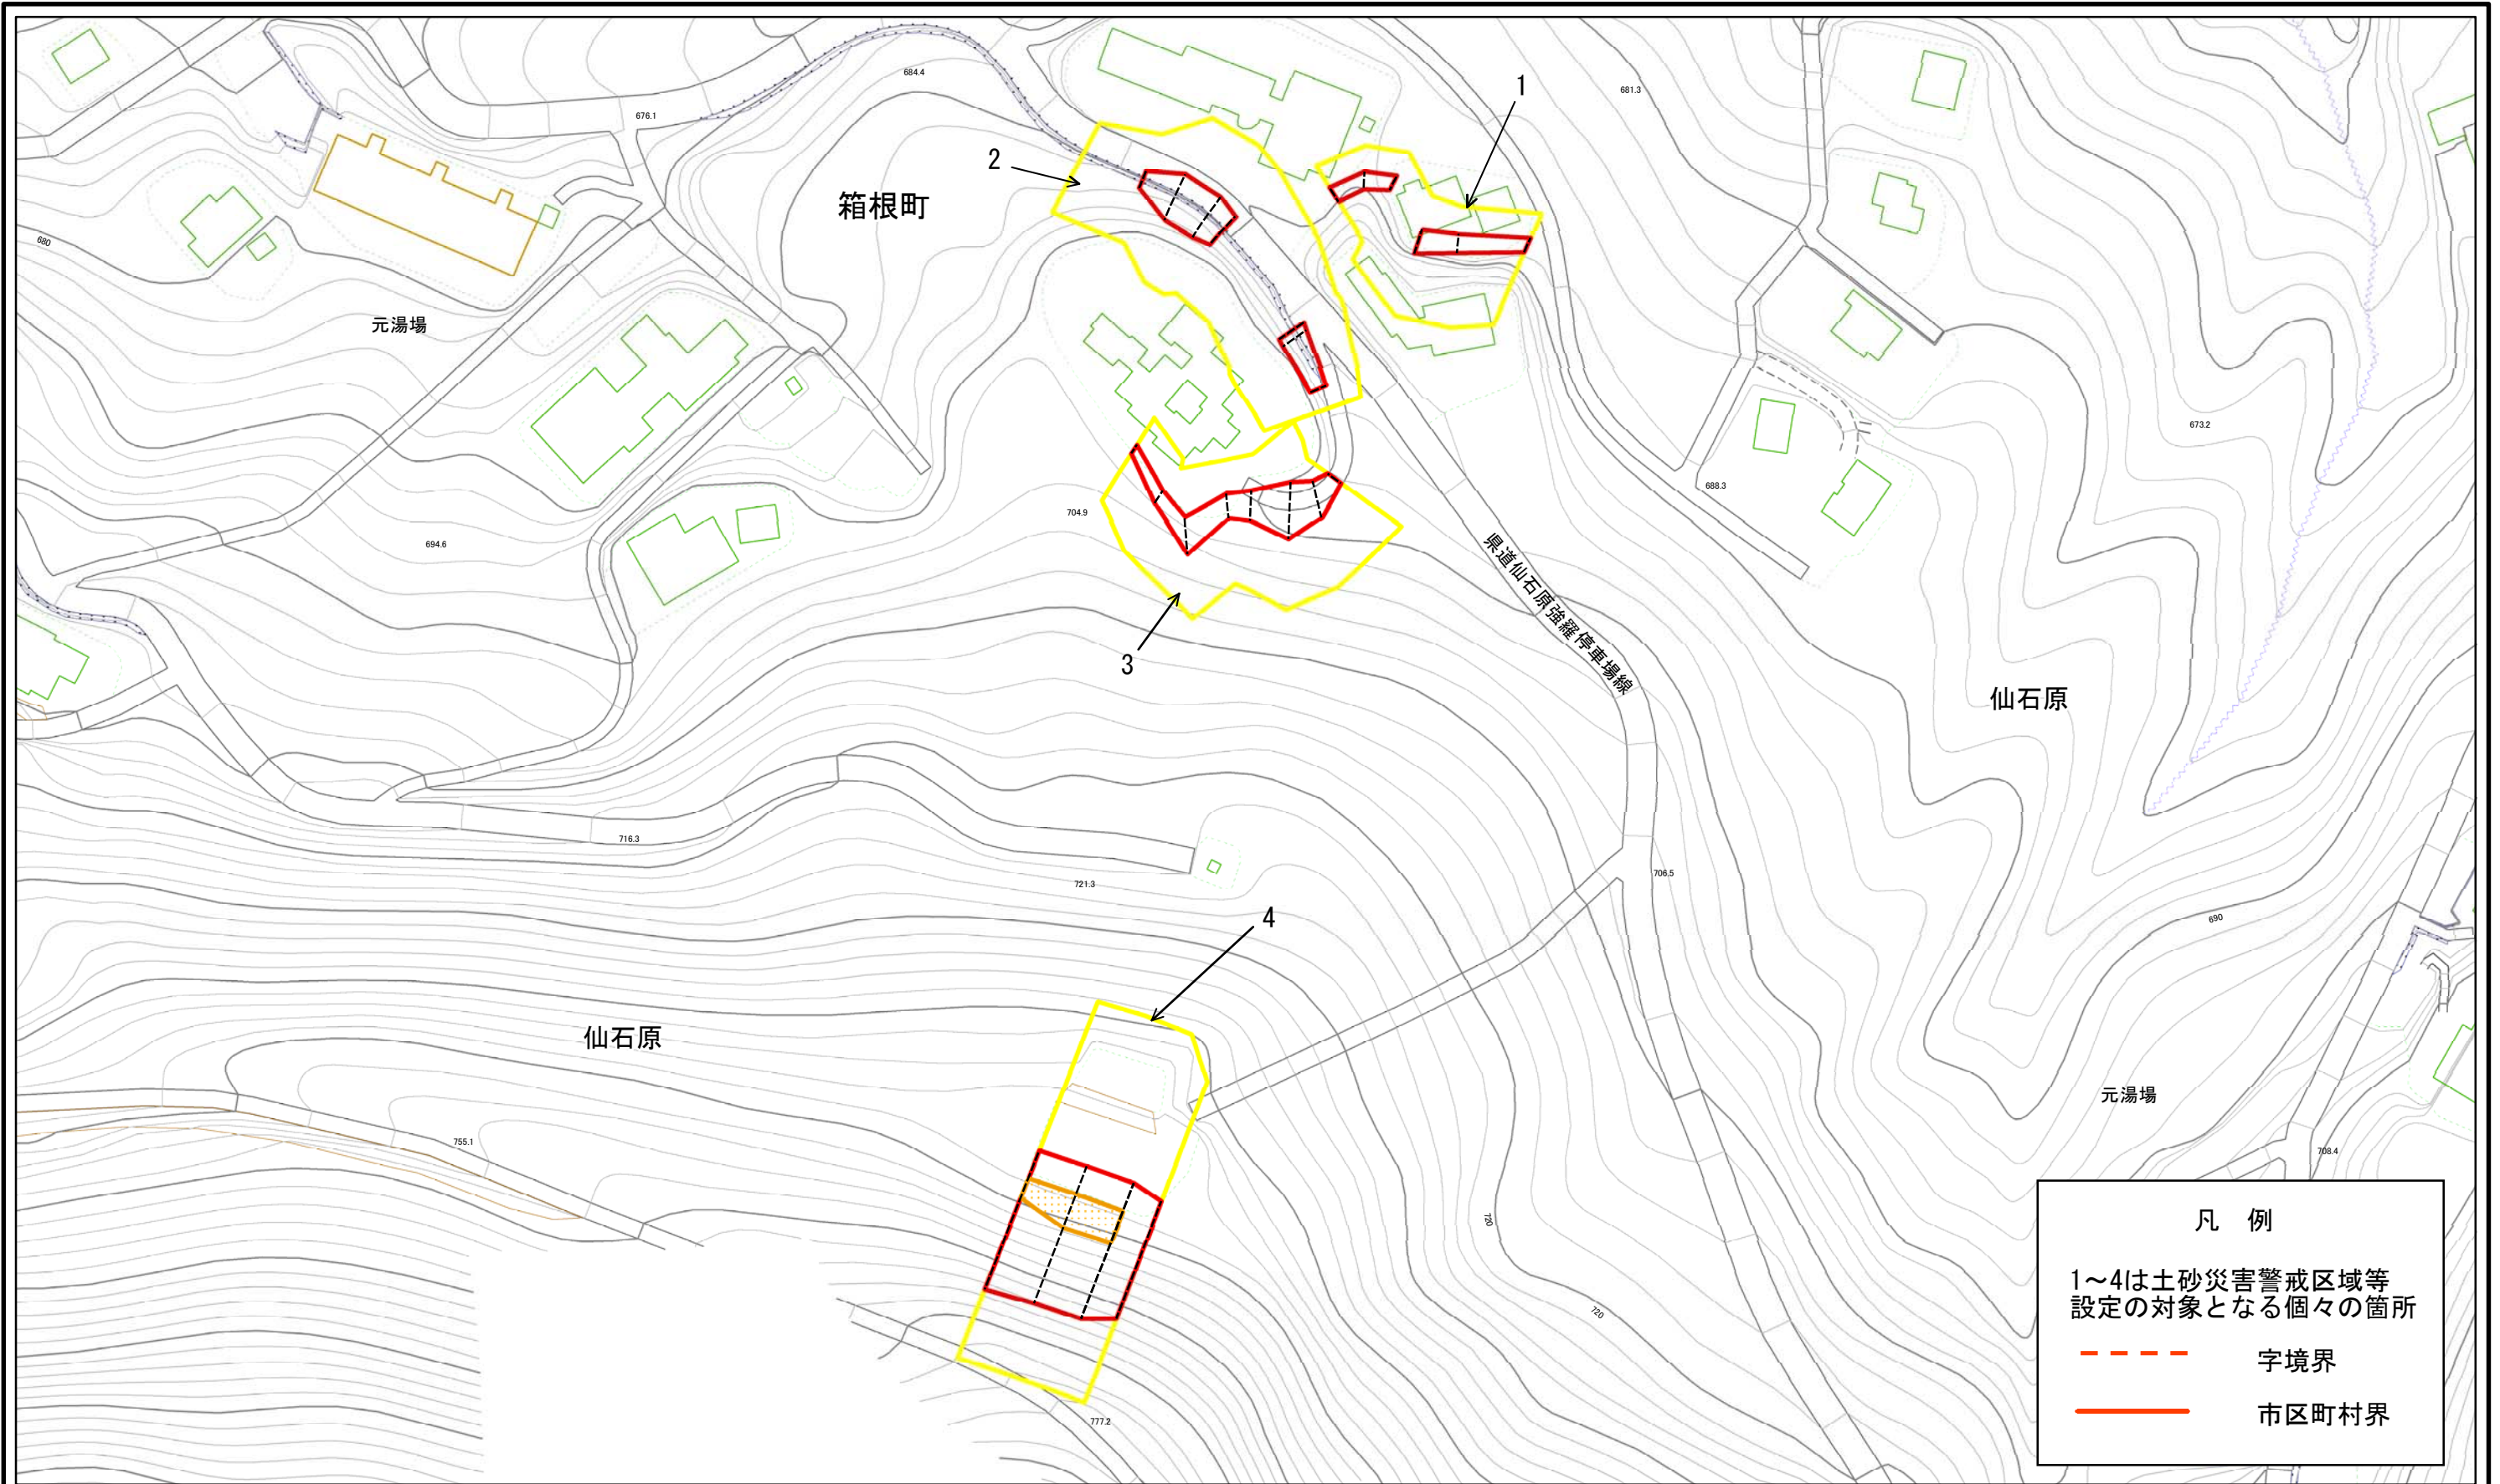 684.4
1
681.3
676.1
2
箱根町
680
元湯場
673.2
688.3
704.9
694.6
県道仙石原強羅停車場線
3
仙石原
716.3
706.5
721.3
4
690
仙石原
元湯場
755.1
708.4
720
720
777.2
凡 例
1～4は土砂災害警戒区域等
設定の対象となる個々の箇所
字境界
市区町村界